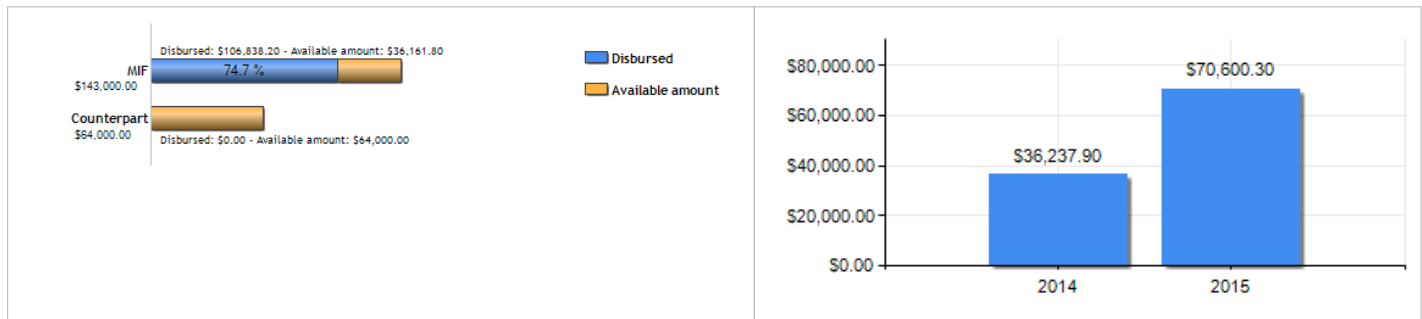 Disbursed: $106,838.20 - Available amount: $36,161.80
MIF
74.7 %
$143,000.00
Counterpart
$64,000.00
Disbursed: $0.00 - Available amount: $64,000.00
Disbursed
Available amount
$80,000.00
$60,000.00
$40,000.00
$20,000.00
$0.00
$36,237.90
$70,600.30
2014
2015